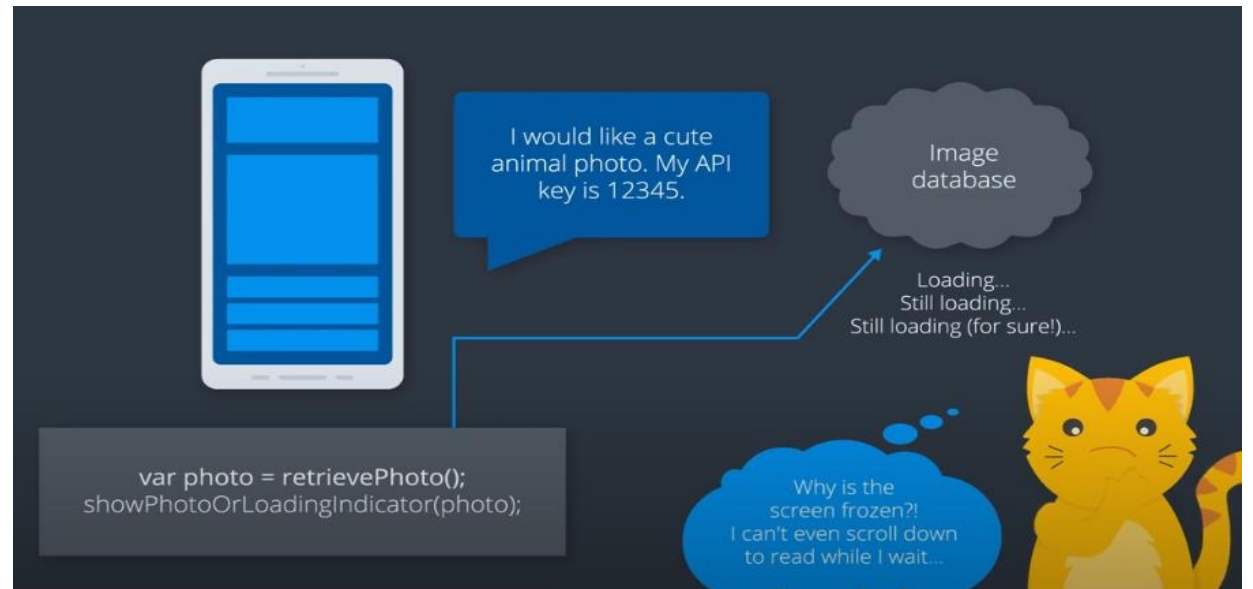 I would like a cute
animal photo. My API
key is 12345.
Image
database
Loading...
Still loading...
Still loading (for sure!)...
var photo = retrievePhoto();
showPhotoOrLoadingIndicator(photo);
Why is the
screen frozen?!
I can't even scroll down
to read while I wait...